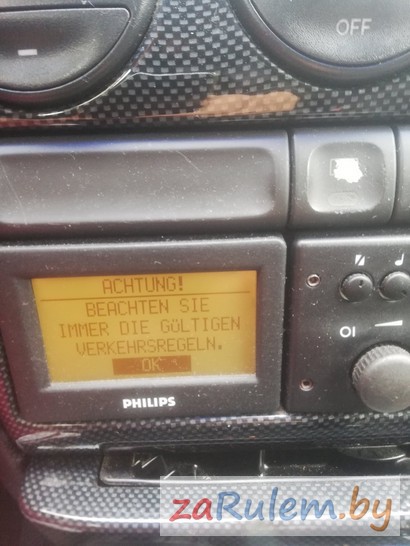 OFF
ACHTUNG!
BEACHTEN SIE
IMMER DIE GÜLTIGEN
VERKEHRSREGELN.
OK
PHILIPS
zaRulem.by